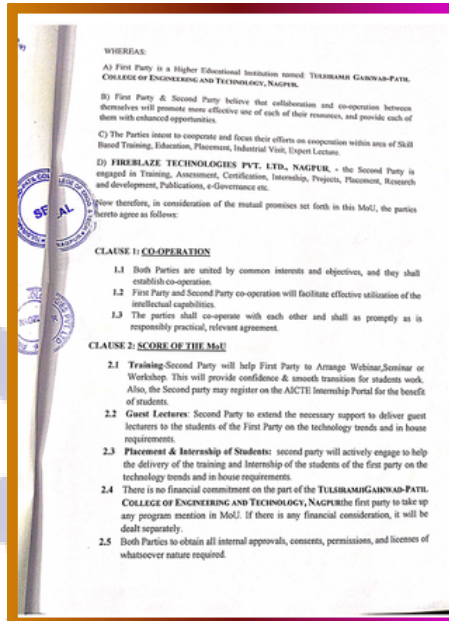 WHEREAS:
A) First Party is a Higher Educational Institution named: TULSIRAMJI GAIKWAD-PATIL
COLLEGE OF ENGINEERING AND TECHNOLOGY, NAGPUR.
B) First Party & Second Party believe that collaboration and co-operation between
themselves will promote more effective use of each of their resources, and provide each of
them with enhanced opportunities.
C) The Parties intent to cooperate and focus their efforts on cooperation within area of Skill
Based Training, Education, Placement, Industrial Visit, Expert Lecture.
D) FIREBLAZE TECHNOLOGIES PVT. LTD., NAGPUR, - the Second Party is
engaged in Training, Assessment, Certification, Internship, Projects, Placement, Research
and development, Publications, e-Governance etc.
Now therefore, in consideration of the mutual promises set forth in this MoU, the parties
hereto agree as follows:
SEAL
NAGPUR
CLAUSE 1: CO-OPERATION
1.1 Both Parties are united by common interests and objectives, and they shall
establish co-operation.
1.2 First Party and Second Party co-operation will facilitate effective utilization of the
intellectual capabilities.
1.3 The parties shall co-operate with each other and shall as promptly as is
responsibly practical, relevant agreement.
CLAUSE 2: SCORE OF THE MoU
2.1 Training-Second Party will help First Party to Arrange Webinar,Seminar or
Workshop. This will provide confidence & smooth transition for students work.
Also, the Second party may register on the AICTE Internship Portal for the benefit
of students.
2.2 Guest Lectures: Second Party to extend the necessary support to deliver guest
lecturers to the students of the First Party on the technology trends and in house
requirements.
2.3 Placement & Internship of Students: second party will actively engage to help
the delivery of the training and Internship of the students of the first party on the
technology trends and in house requirements.
2.4 There is no financial commitment on the part of the TULSIRAMJIGAIKWAD-PATIL
COLLEGE OF ENGINEERING AND TECHNOLOGY, NAGPURthe first party to take up
any program mention in MoU. If there is any financial consideration, it will be
dealt separately.
2.5 Both Parties to obtain all internal approvals, consents, permissions, and licenses of
whatsoever nature required.